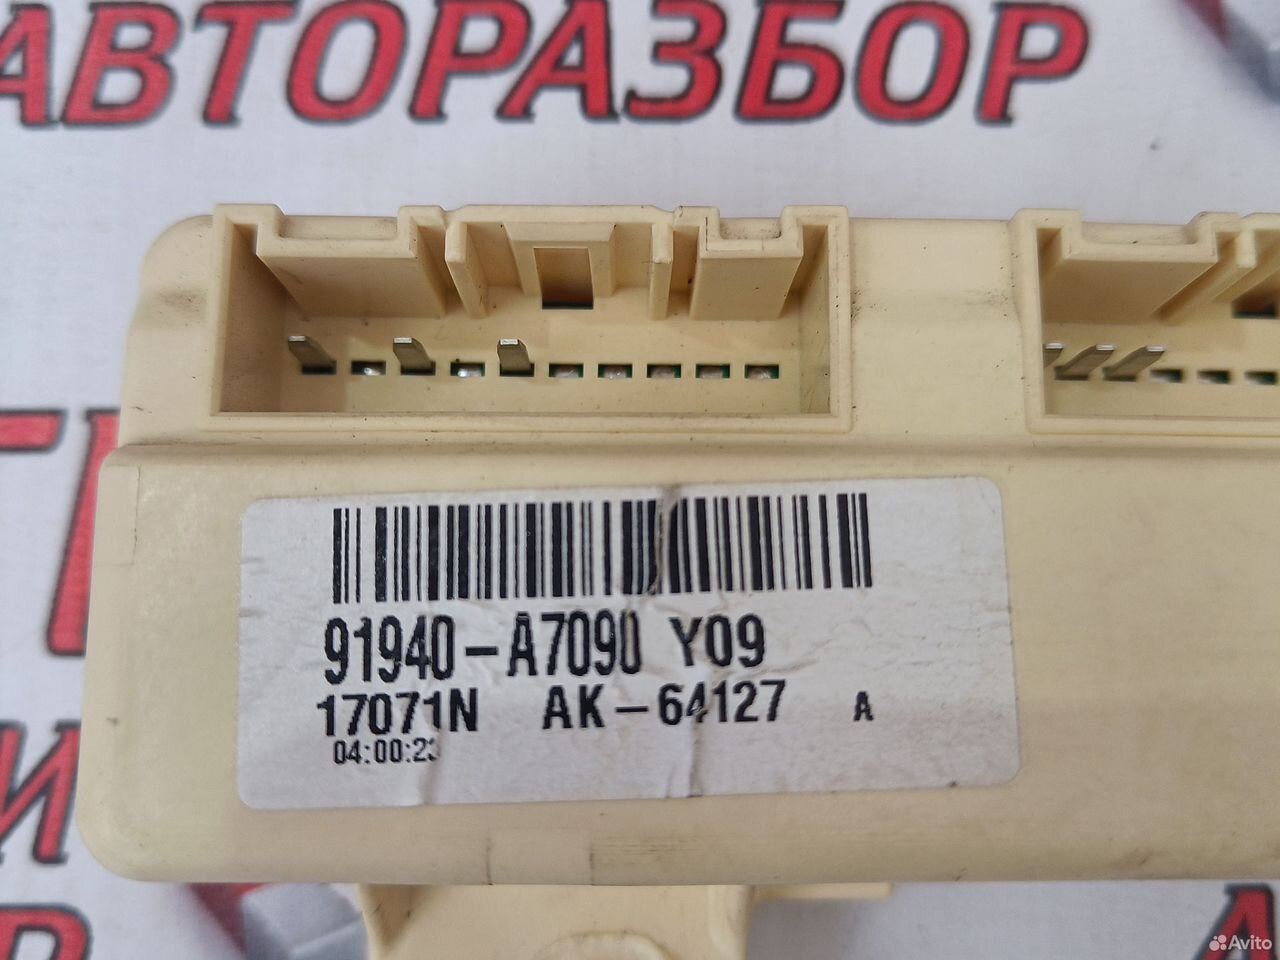 АВТОРАЗБОР
91940-A7090 Y09
17071N AK-64127 A
04:00:23
Avito